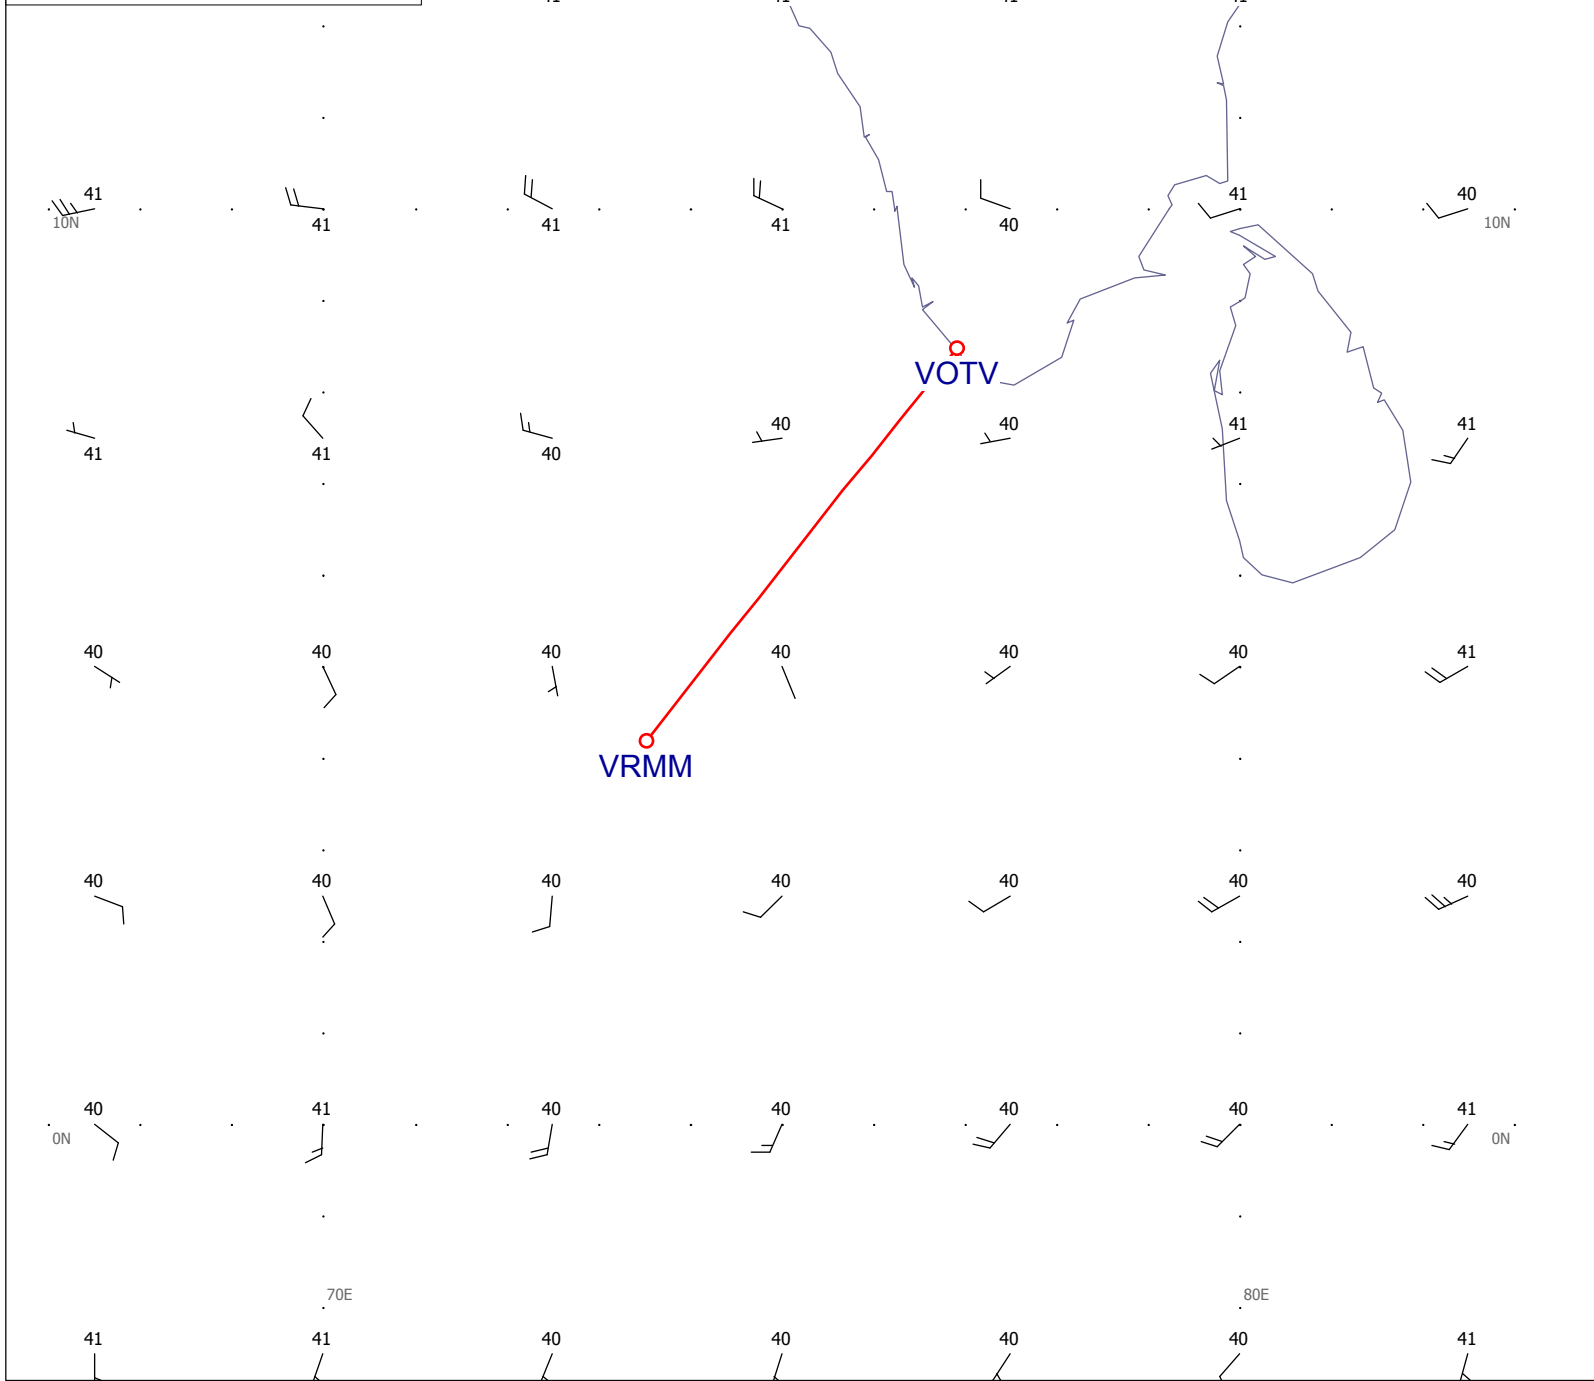 41 40
10N 41 41 41 40 41 10N
VOTV
40 40 41 41
41 41 40
40 40 40 40 40 40 41
VRMM
40 40 40 40 40 40 40
40 41 40 40 40 40 41
0N 0N
70E 80E
41 41 40 40 40 40 41